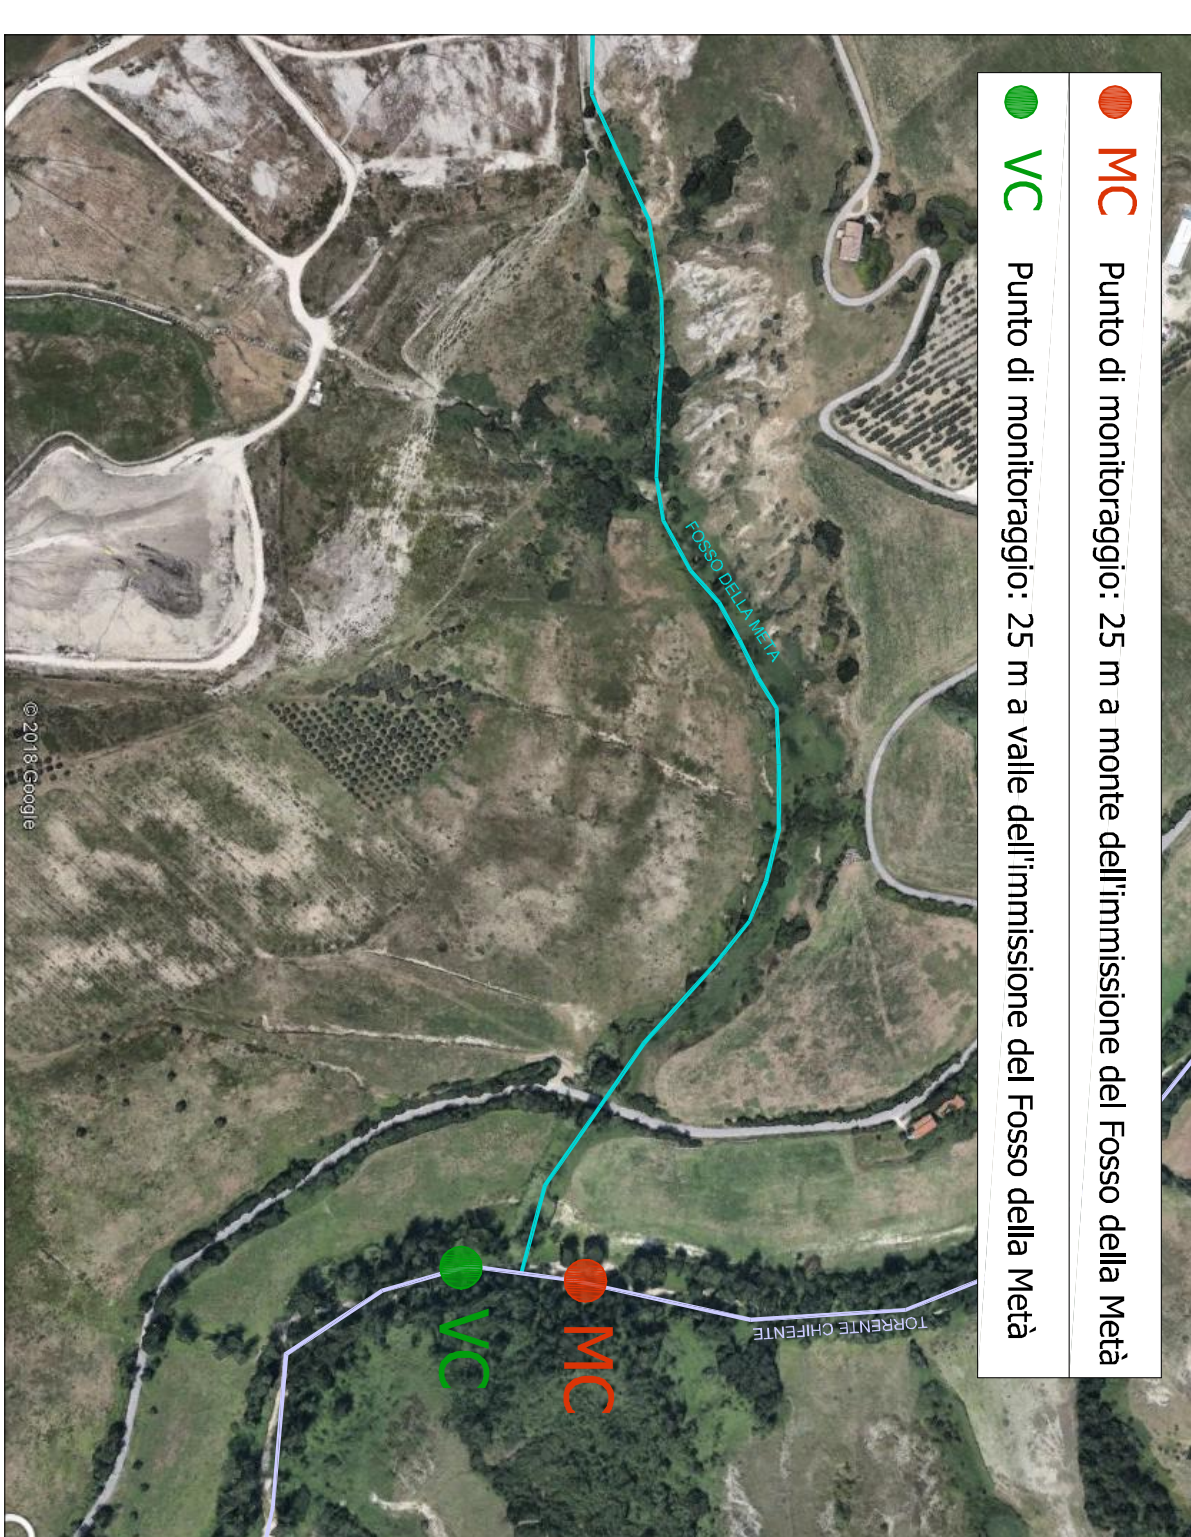 MC Punto di monitoraggio: 25 m a monte dell'immissione del Fosso della Metà
VC Punto di monitoraggio: 25 m a valle dell'immissione del Fosso della Metà
FOSSO DELLA METÀ
TORRENTE CHIFENTE
MC
VC
© 2018 Google